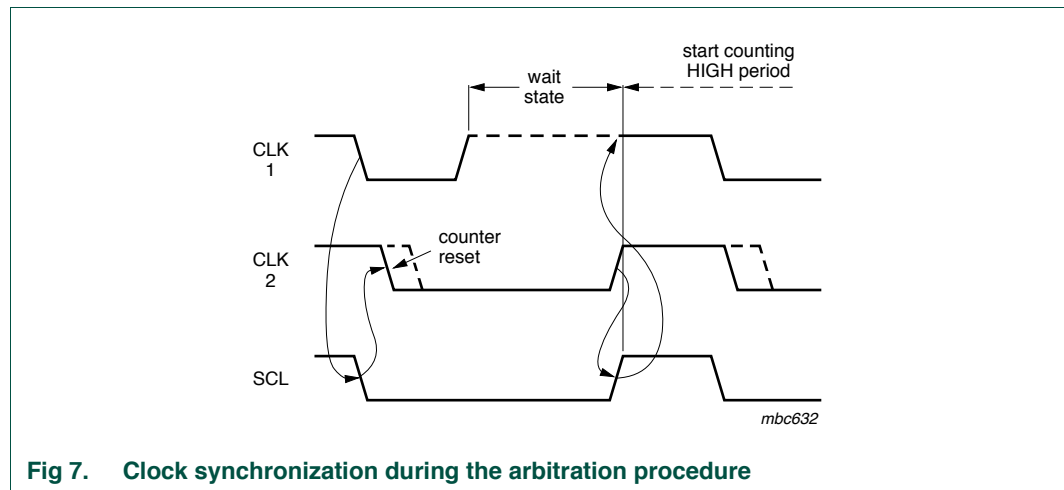 start counting
HIGH period
wait
state
CLK
1
counter
reset
CLK
2
SCL
mbc632
Fig 7. Clock synchronization during the arbitration procedure